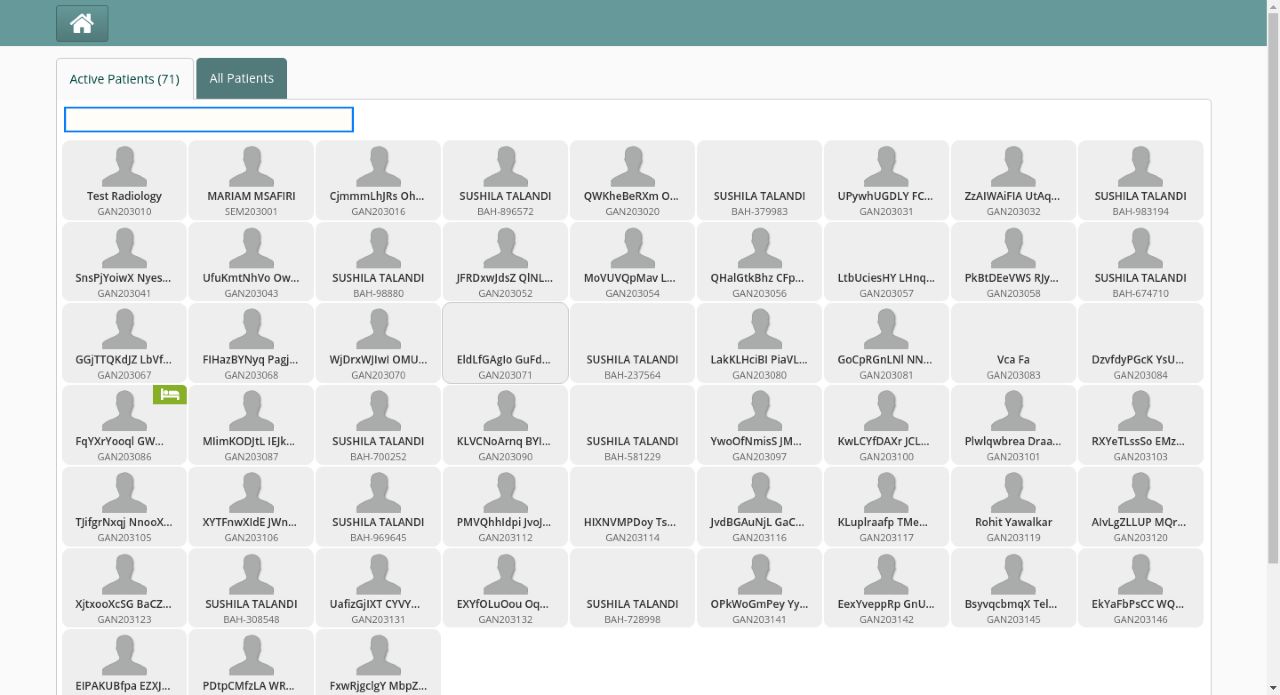 Active Patients (71)
All Patients
Test Radiology MARIAM MSAFIRI CjmmmLhJRs Oh... SUSHILA TALANDI QWKheBeRXm O... SUSHILA TALANDI UPywhUGDLY FC... ZzAIWAiFIA UtAq... SUSHILA TALANDI
GAN203010 SEM203001 GAN203016 BAH-896572 GAN203020 BAH-379983 GAN203031 GAN203032 BAH-983194
SnsPjYoiwX Nyes... UfuKmtNhVo Ow... SUSHILA TALANDI JFRDxwJdsZ QlNL... MoVUVQpMav L... QHalGtkBhz CFp... LtbUciesHY LHnq... PkBtDEeVWS RJy... SUSHILA TALANDI
GAN203041 GAN203043 BAH-98880 GAN203052 GAN203054 GAN203056 GAN203057 GAN203058 BAH-674710
GGjTTQKdJZ LbVf... FIHazBYNyq Pagj... WjDrxWJIwI OMU... EldLfGAgIo GuFd... SUSHILA TALANDI LakKLHciBI PiaVL... GoCpRGnLNl NN... Vca Fa DzvfdyPGcK YsU...
GAN203067 GAN203068 GAN203070 GAN203071 BAH-237564 GAN203080 GAN203081 GAN203083 GAN203084
FqYXrYooql GW... MIimKODJtL IEJk... SUSHILA TALANDI KLVCNoArnq BYI... SUSHILA TALANDI YwoOfNmisS JM... KwLCYfDAXr JCL... Plwlqwbrea Draa... RXYeTLssSo EMz...
GAN203086 GAN203087 BAH-700252 GAN203090 BAH-581229 GAN203097 GAN203100 GAN203101 GAN203103
TJifgrNxqj NnooX... XYTFnwXIdE JWn... SUSHILA TALANDI PMVQhhIdpi JvoJ... HIXNVMPDoy Ts... JvdBGAuNjL GaC... KLuplraafp TMe... Rohit Yawalkar AIvLgZLLUP MQr...
GAN203105 GAN203106 BAH-969645 GAN203112 GAN203114 GAN203116 GAN203117 GAN203119 GAN203120
XjtxooXcSG BaCZ... SUSHILA TALANDI UafizGjIXT CYVY... EXYfOLuOou Oq... SUSHILA TALANDI OPkWoGmPey Yy... EexYveppRp GnU... BsyvqcbmqX Tel... EkYaFbPsCC WQ...
GAN203123 BAH-308548 GAN203131 GAN203132 BAH-728998 GAN203141 GAN203142 GAN203145 GAN203146
EIPAKUBfpa EZXJ... PDtpCMfzLA WR... FxwRjgclgY MbpZ...